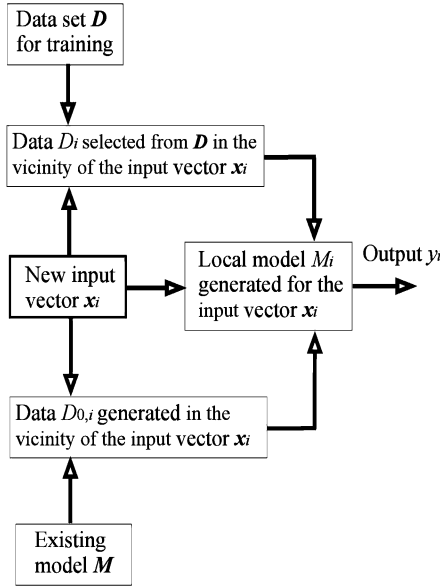 Data set D
for training
Data Di selected from D in the
vicinity of the input vector xi
New input
vector xi
Local model Mi
generated for the
input vector xi
Output yi
Data D0,i generated in the
vicinity of the input vector xi
Existing
model M